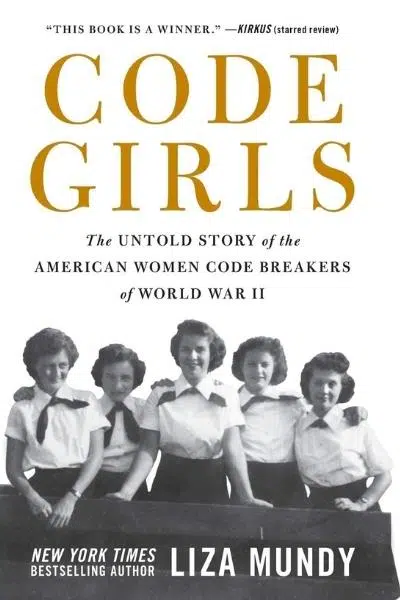 “THIS BOOK IS A WINNER.” —KIRKUS (starred review)
CODE
GIRLS
The UNTOLD STORY of the
AMERICAN WOMEN CODE BREAKERS
of WORLD WAR II
NEW YORK TIMES
BESTSELLING AUTHOR
LIZA MUNDY